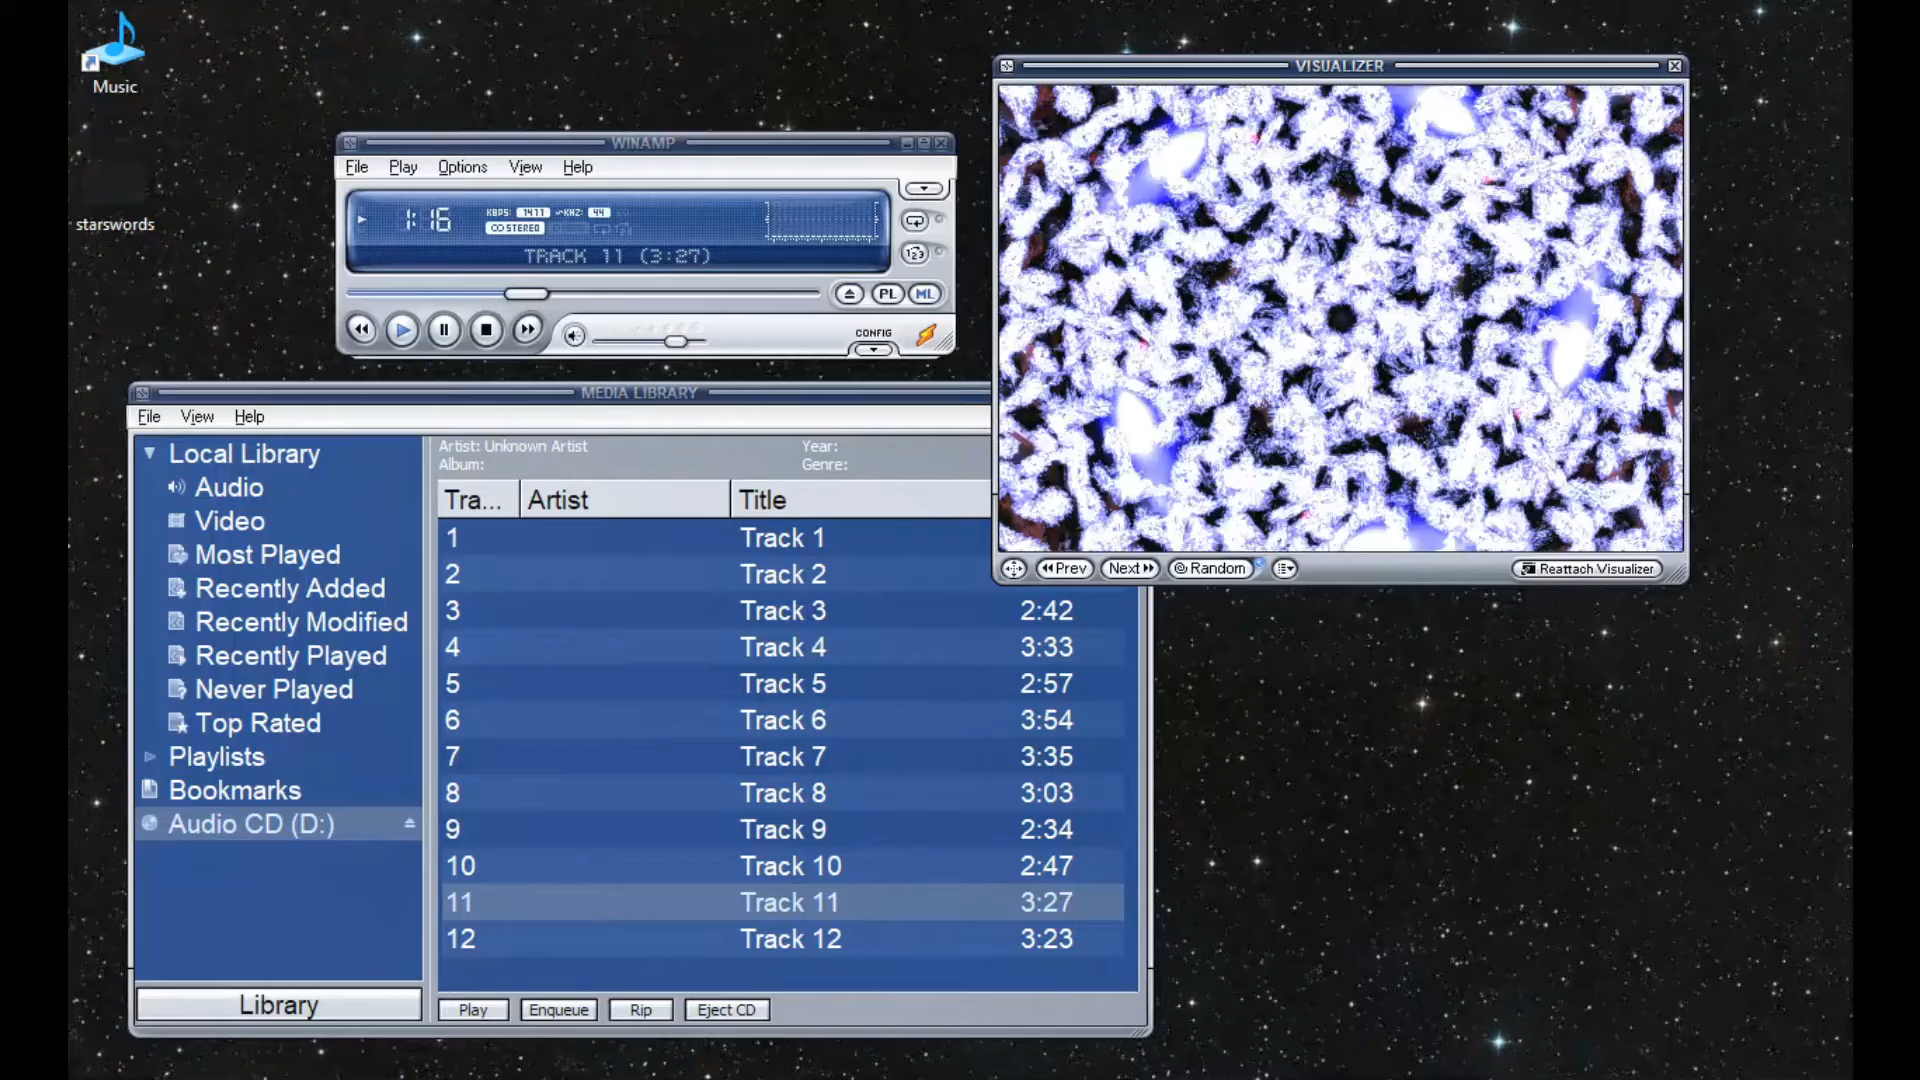 Music
starswords
WINAMP
File Play Options View Help
1:16
KBPS: 1411 KHZ: 44
STEREO
TRACK 11 (3:27)
PL ML
CONFIG
VISUALIZER
Prev Next Random Reattach Visualizer
MEDIA LIBRARY
File View Help
Local Library
Audio
Video
Most Played
Recently Added
Recently Modified
Recently Played
Never Played
Top Rated
Playlists
Bookmarks
Audio CD (D:)
Library
Artist: Unknown Artist Year:
Album: Genre:
Tra... Artist Title
1 Track 1
2 Track 2
3 Track 3 2:42
4 Track 4 3:33
5 Track 5 2:57
6 Track 6 3:54
7 Track 7 3:35
8 Track 8 3:03
9 Track 9 2:34
10 Track 10 2:47
11 Track 11 3:27
12 Track 12 3:23
Play Enqueue Rip Eject CD